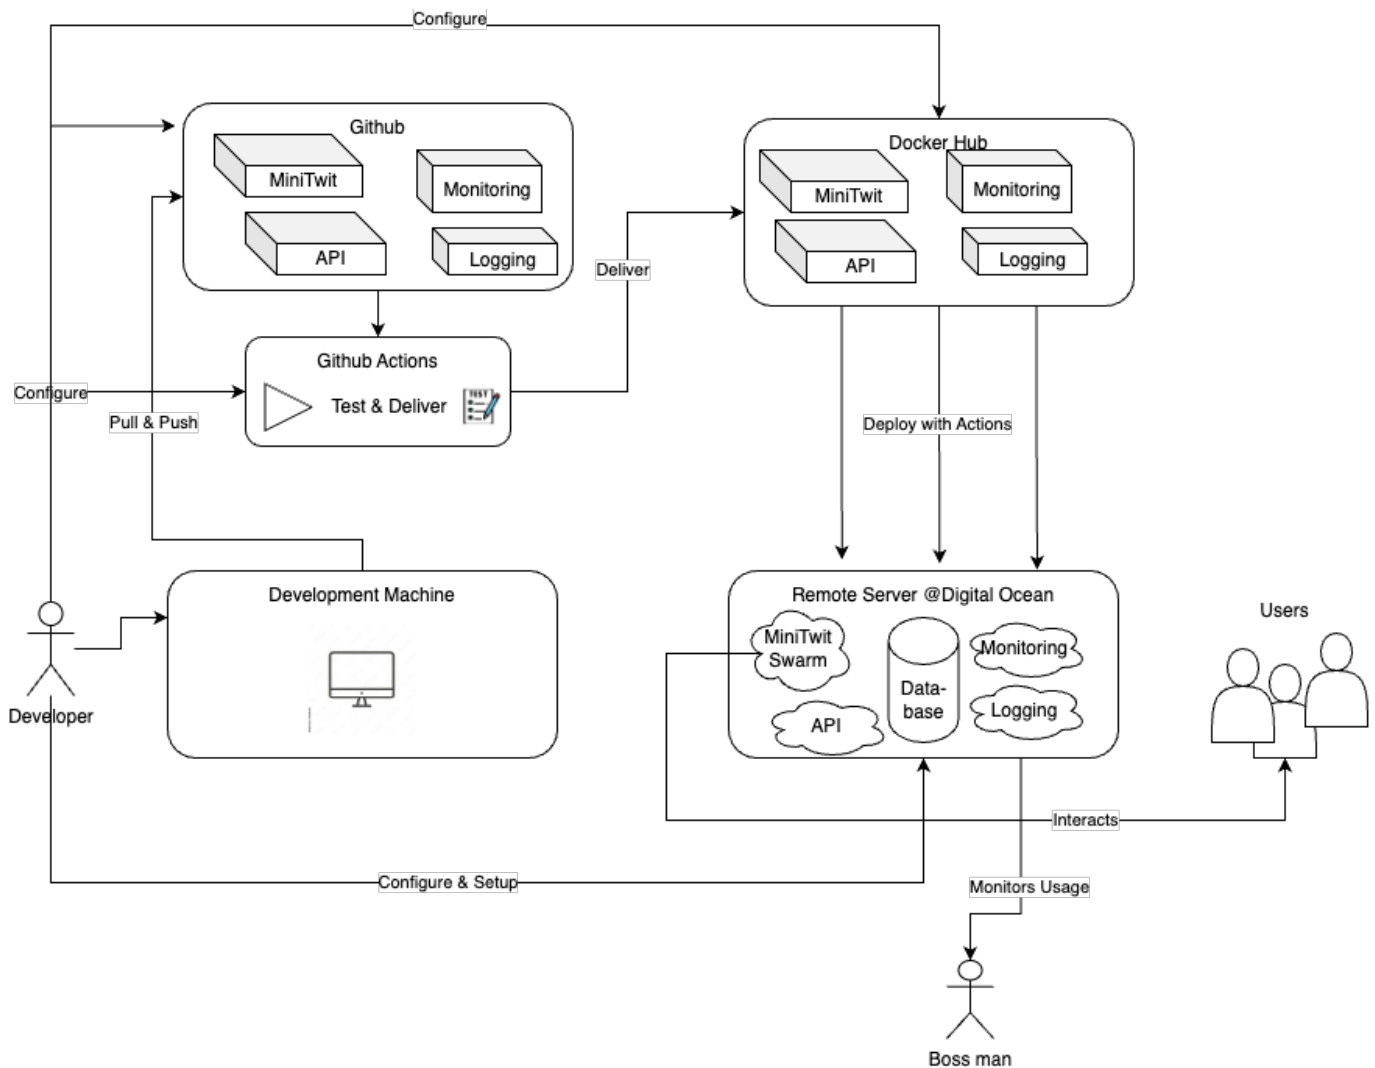 Configure
Github
MiniTwit
Monitoring
API
Logging
Docker Hub
MiniTwit
Monitoring
API
Logging
Deliver
Github Actions
Test & Deliver
TEST
Configure
Pull & Push
Deploy with Actions
Development Machine
Developer
Remote Server @Digital Ocean
MiniTwit
Swarm
Data-
base
Monitoring
API
Logging
Users
Interacts
Configure & Setup
Monitors Usage
Boss man